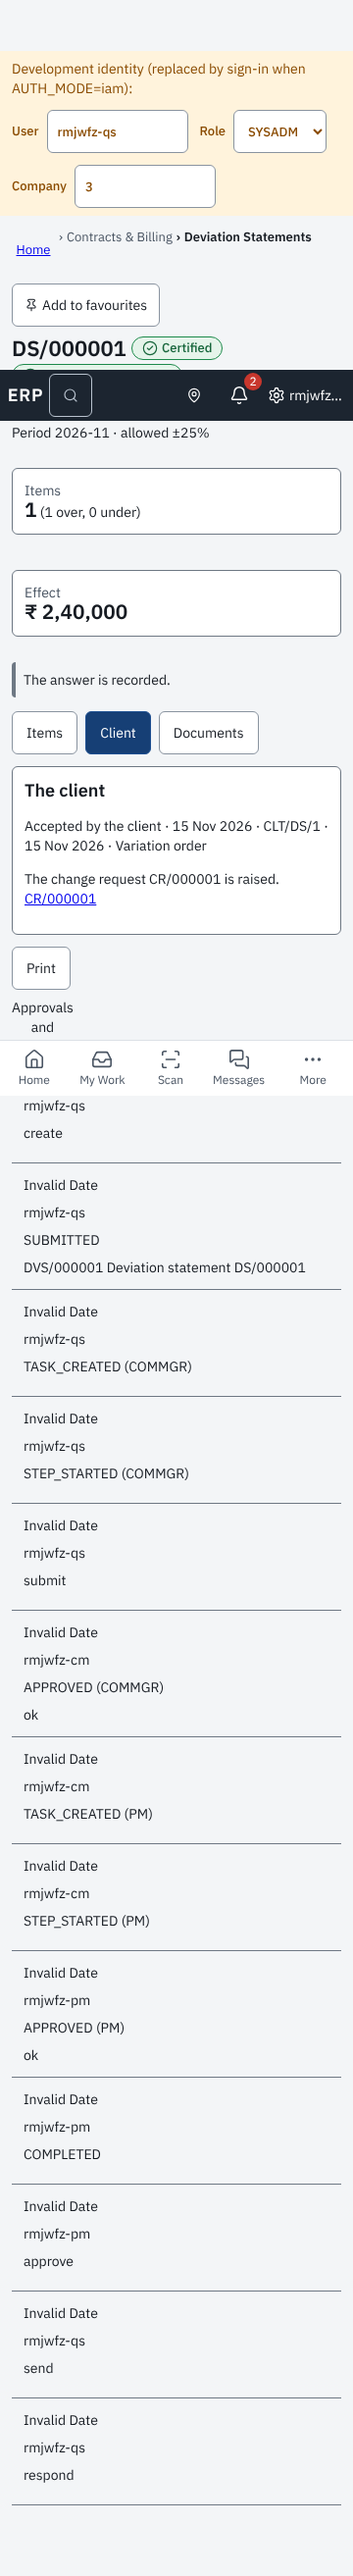 Development identity (replaced by sign-in when
AUTH_MODE=iam):
User rmjwfz-qs Role SYSADM
Company 3
Home › Contracts & Billing › Deviation Statements
Add to favourites
DS/000001 Certified
ERP 2 rmjwfz...
Period 2026-11 · allowed ±25%
Items
1 (1 over, 0 under)
Effect
₹ 2,40,000
The answer is recorded.
Items Client Documents
The client
Accepted by the client · 15 Nov 2026 · CLT/DS/1 ·
15 Nov 2026 · Variation order
The change request CR/000001 is raised.
CR/000001
Print
Approvals
and
Home My Work Scan Messages More
rmjwfz-qs
create
Invalid Date
rmjwfz-qs
SUBMITTED
DVS/000001 Deviation statement DS/000001
Invalid Date
rmjwfz-qs
TASK_CREATED (COMMGR)
Invalid Date
rmjwfz-qs
STEP_STARTED (COMMGR)
Invalid Date
rmjwfz-qs
submit
Invalid Date
rmjwfz-cm
APPROVED (COMMGR)
ok
Invalid Date
rmjwfz-cm
TASK_CREATED (PM)
Invalid Date
rmjwfz-cm
STEP_STARTED (PM)
Invalid Date
rmjwfz-pm
APPROVED (PM)
ok
Invalid Date
rmjwfz-pm
COMPLETED
Invalid Date
rmjwfz-pm
approve
Invalid Date
rmjwfz-qs
send
Invalid Date
rmjwfz-qs
respond